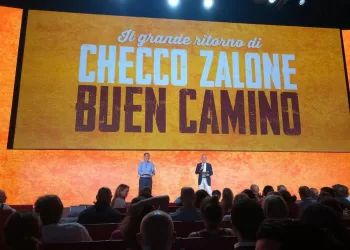 Il grande ritorno di
CHECCO ZALONE
BUEN CAMINO